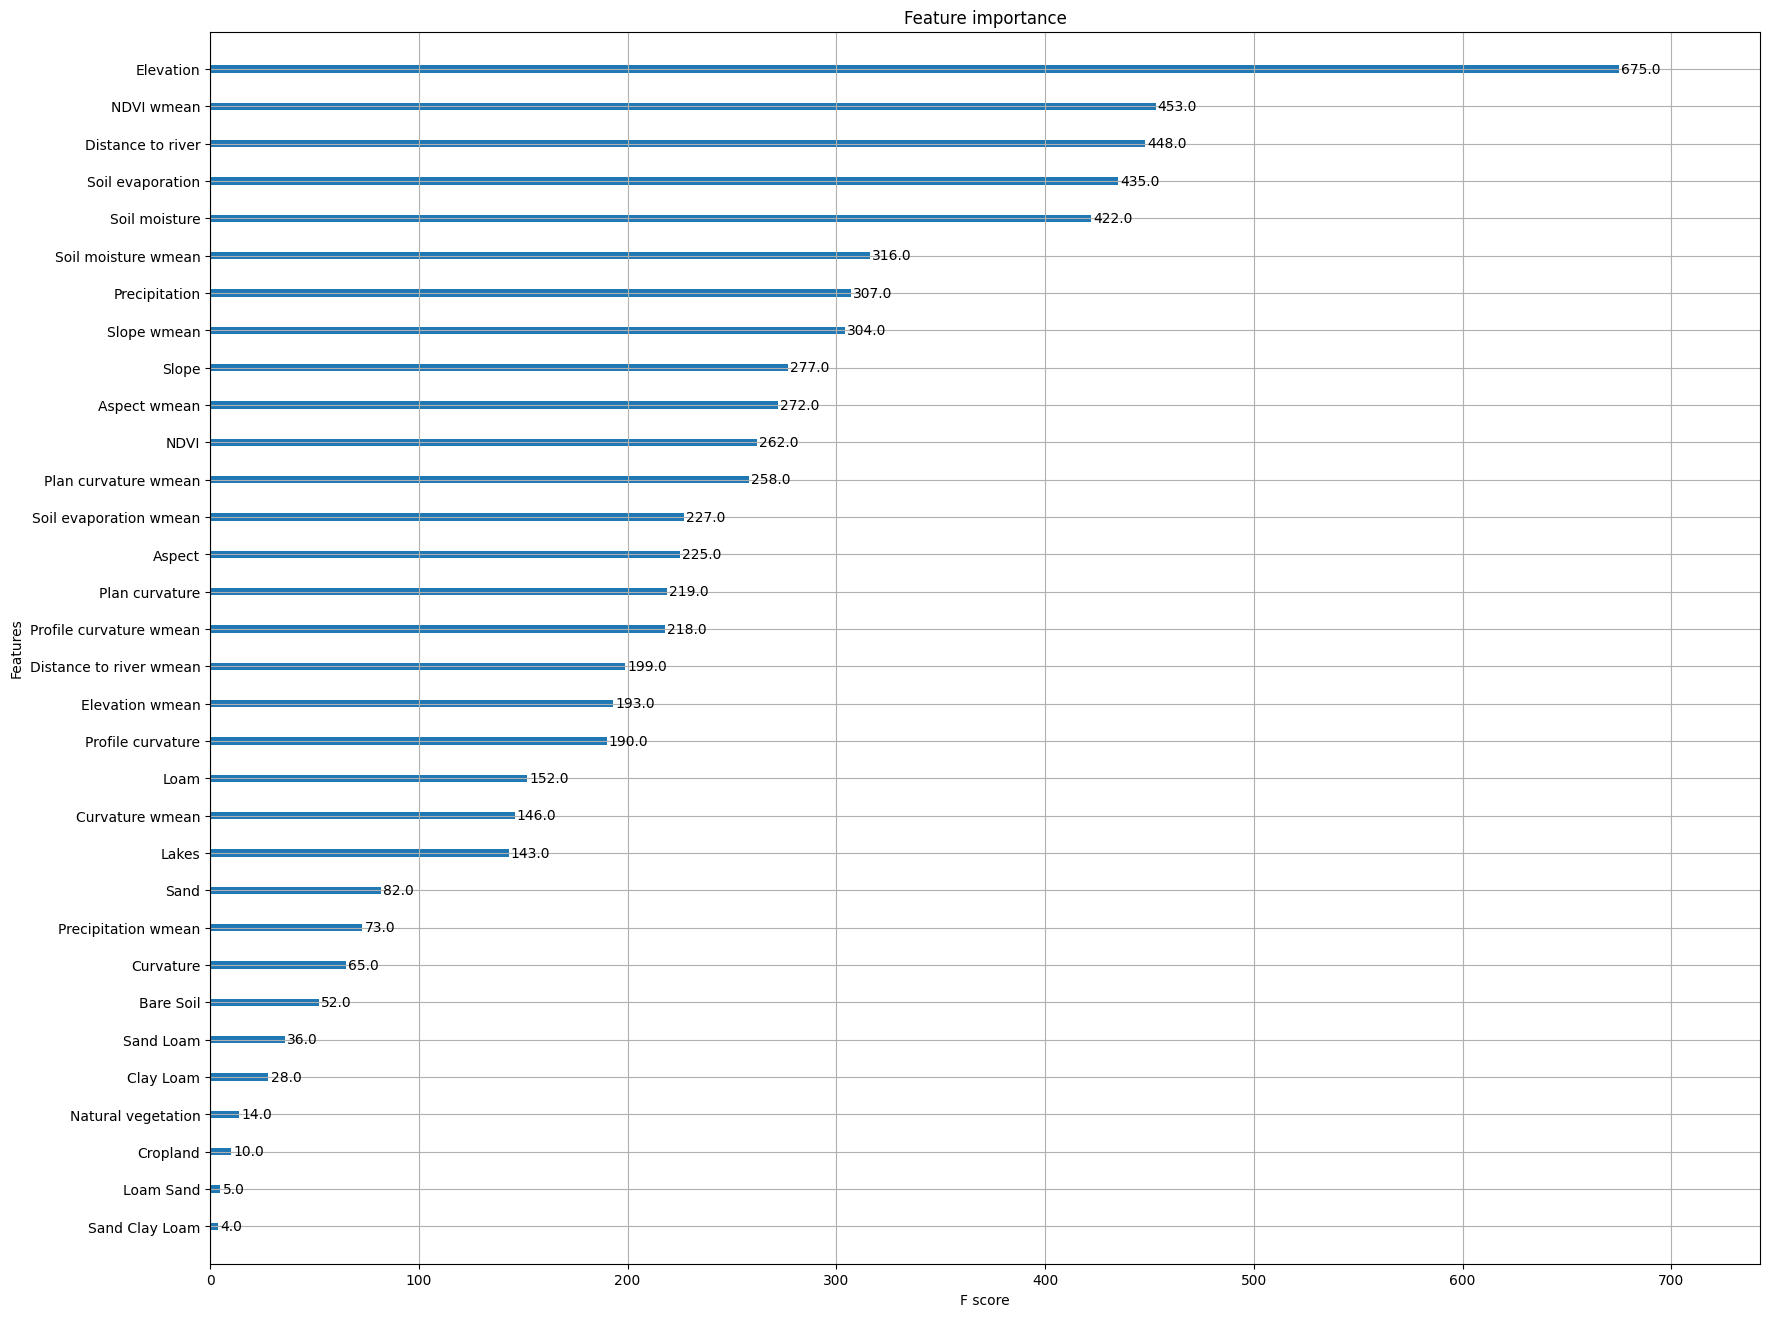 Feature importance
Elevation 675.0
NDVI wmean 453.0
Distance to river 448.0
Soil evaporation 435.0
Soil moisture 422.0
Soil moisture wmean 316.0
Precipitation 307.0
Slope wmean 304.0
Slope 277.0
Aspect wmean 272.0
NDVI 262.0
Plan curvature wmean 258.0
Soil evaporation wmean 227.0
Aspect 225.0
Plan curvature 219.0
Profile curvature wmean 218.0
Distance to river wmean 199.0
Elevation wmean 193.0
Profile curvature 190.0
Loam 152.0
Curvature wmean 146.0
Lakes 143.0
Sand 82.0
Precipitation wmean 73.0
Curvature 65.0
Bare Soil 52.0
Sand Loam 36.0
Clay Loam 28.0
Natural vegetation 14.0
Cropland 10.0
Loam Sand 5.0
Sand Clay Loam 4.0
Features
0 100 200 300 400 500 600 700
F score